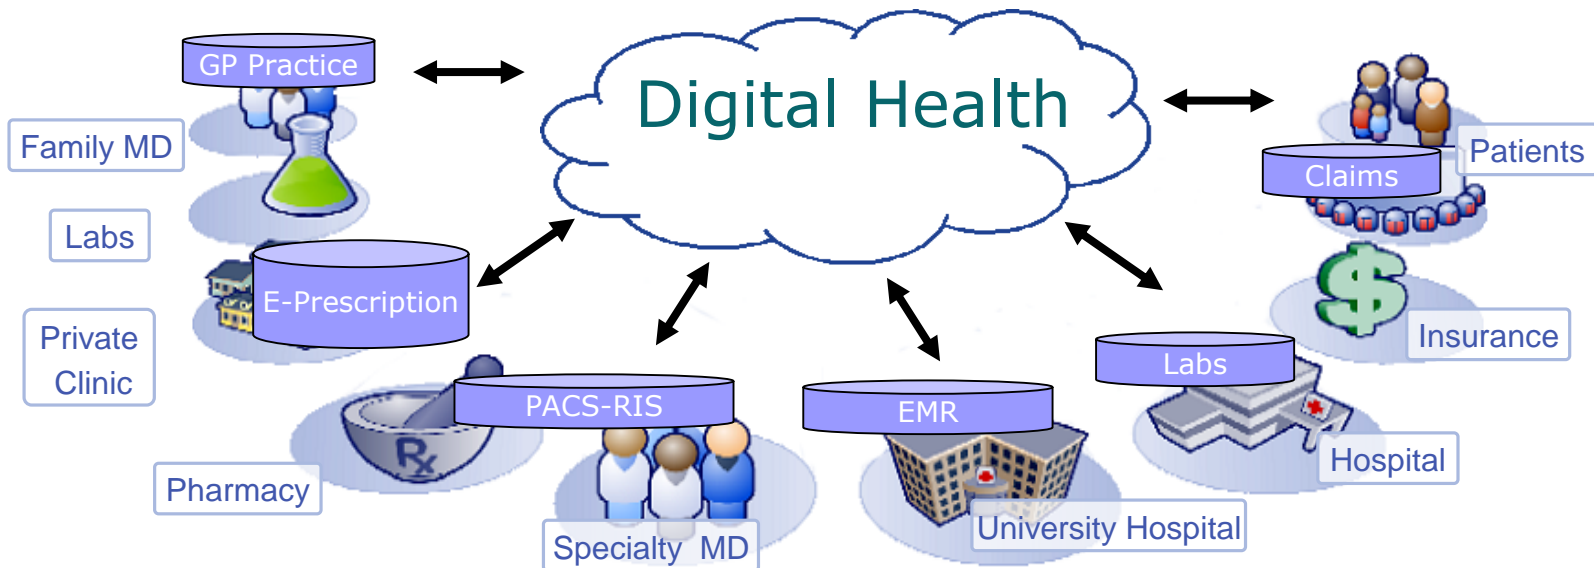 Digital Health
GP Practice
Family MD
Labs
E-Prescription
Private
Clinic
Pharmacy
Rx
PACS-RIS
Specialty MD
EMR
University Hospital
Labs
Hospital
Claims
Patients
$
Insurance